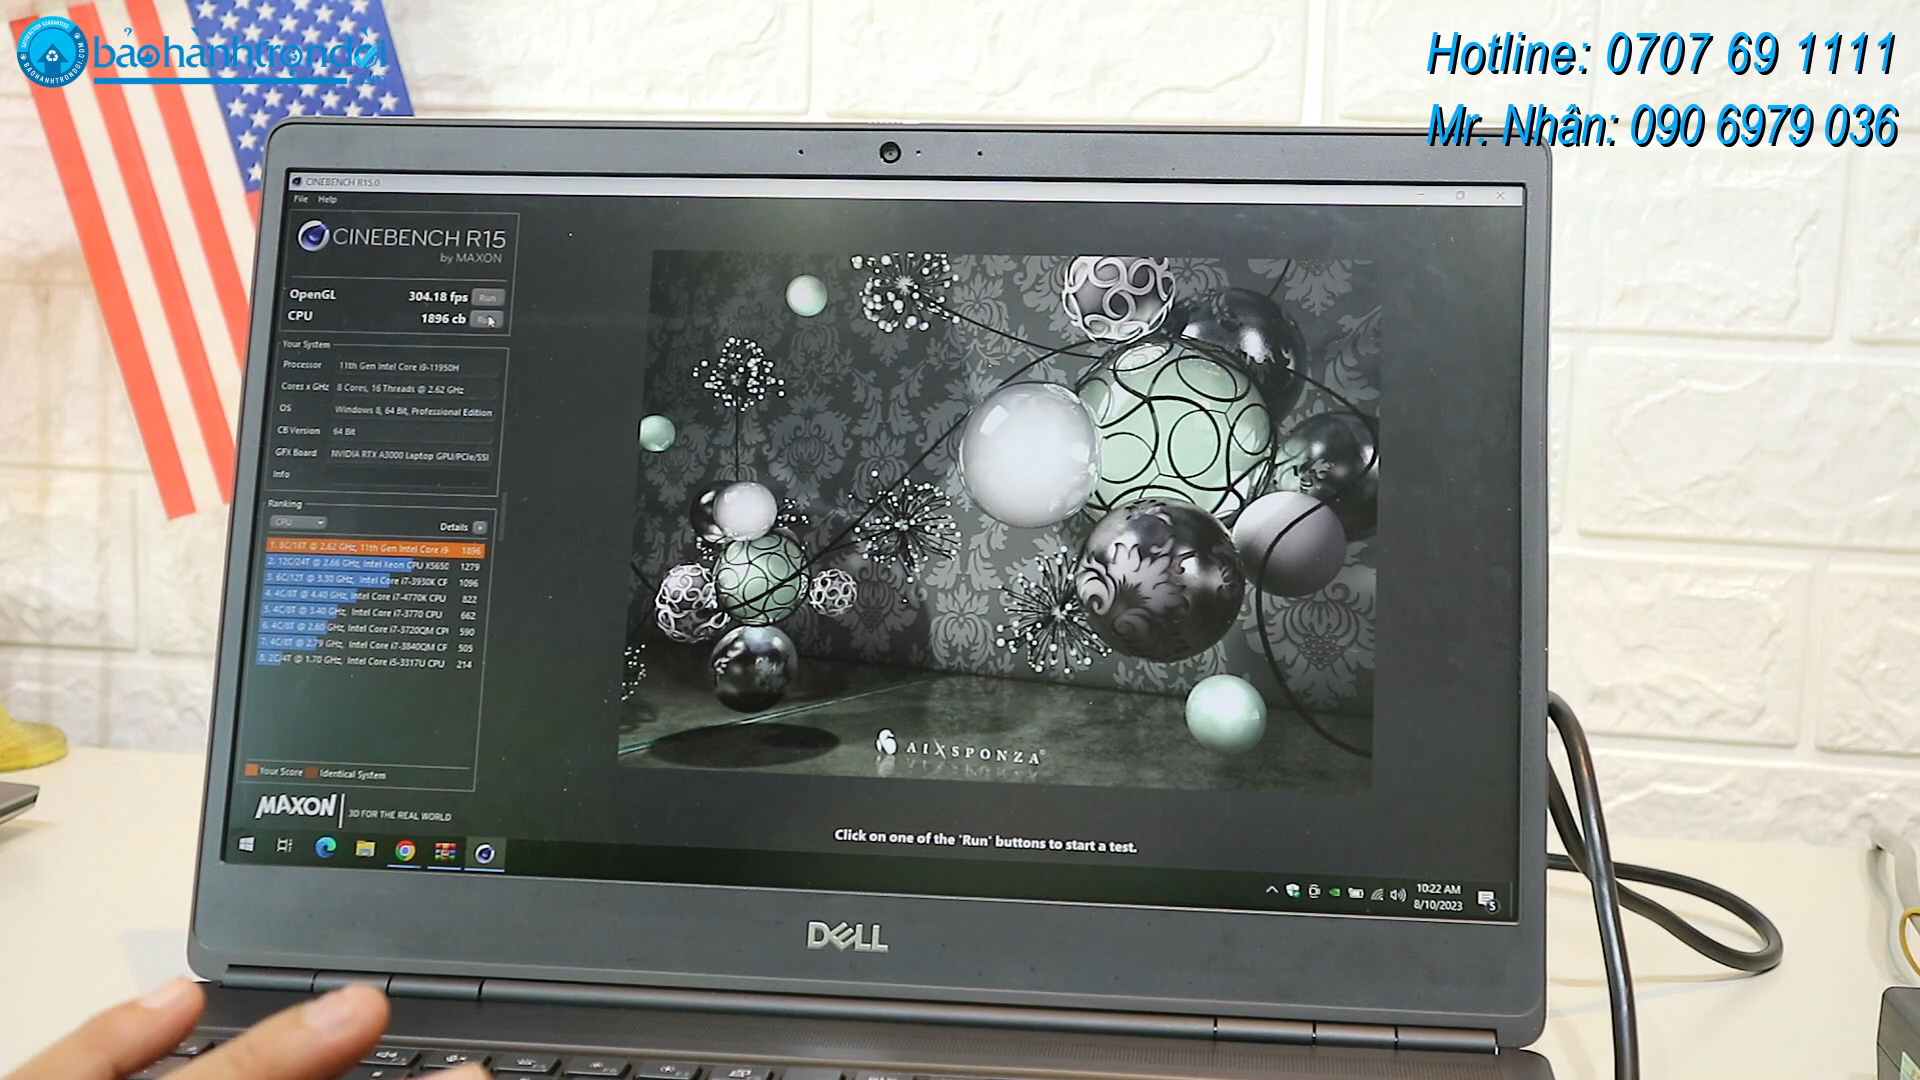 bảohànhtrọnđời
SATISFACTION GUARANTEED
BAOHANHTRONDOI.COM
Hotline: 0707 69 1111
Mr. Nhân: 090 6979 036
CINEBENCH R15.0
File Help
CINEBENCH R15
by MAXON
OpenGL 304.18 fps Run
CPU 1896 cb
Your System
Processor 11th Gen Intel Core i9-11950H
Cores x GHz 8 Cores, 16 Threads @ 2.62 GHz
OS Windows 8, 64 Bit, Professional Edition
CB Version 64 Bit
GFX Board NVIDIA RTX A3000 Laptop GPU/PCIe/SSI
Info
Ranking
CPU Details
1. 8C/16T @ 2.62 GHz, 11th Gen Intel Core i9 1896
2. 12C/24T @ 2.66 GHz, Intel Xeon CPU X5650 1279
3. 6C/12T @ 3.30 GHz, Intel Core i7-3930K CP 1096
4. 4C/8T @ 4.40 GHz, Intel Core i7-4770K CPU 822
5. 4C/8T @ 3.40 GHz, Intel Core i7-3770 CPU 662
6. 4C/8T @ 2.60 GHz, Intel Core i7-3720QM CPU 590
7. 4C/8T @ 2.79 GHz, Intel Core i7-3840QM CP 505
8. 2C/4T @ 1.70 GHz, Intel Core i5-3317U CPU 214
Your Score Identical System
MAXON 3D FOR THE REAL WORLD
AIXSPONZA
Click on one of the 'Run' buttons to start a test.
10:22 AM
8/10/2023
5
DELL